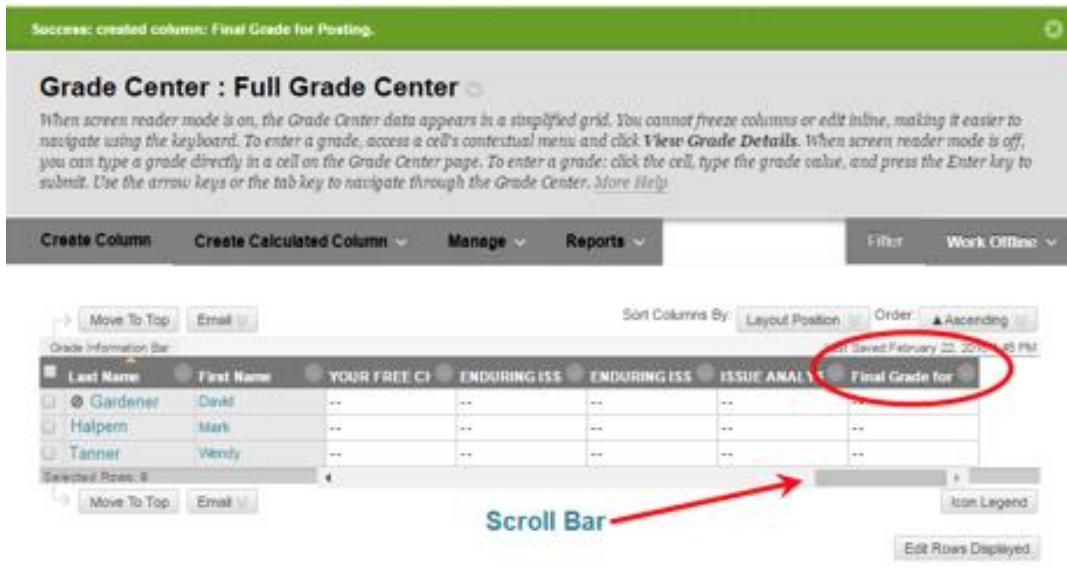 Success: created column: Final Grade for Posting.
Grade Center : Full Grade Center
When screen reader mode is on, the Grade Center data appears in a simplified grid. You cannot freeze columns or edit inline, making it easier to
navigate using the keyboard. To enter a grade, access a cell's contextual menu and click View Grade Details. When screen reader mode is off,
you can type a grade directly in a cell on the Grade Center page. To enter a grade: click the cell, type the grade value, and press the Enter key to
submit. Use the arrow keys or the tab key to navigate through the Grade Center. More Help
Create Column Create Calculated Column Manage Reports Filter Work Offline
Move To Top Email Sort Columns By: Layout Position Order: Ascending
Grade Information Bar Saved: February 22, PM
Last Name First Name YOUR FREE CH ENDURING ISS ENDURING ISS ISSUE ANALYS Final Grade for
Gardener David -- -- -- -- --
Halpern Mark -- -- -- -- --
Tanner Wendy -- -- -- -- --
Selected Rows: 0
Move To Top Email Icon Legend
Scroll Bar
Edit Rows Displayed